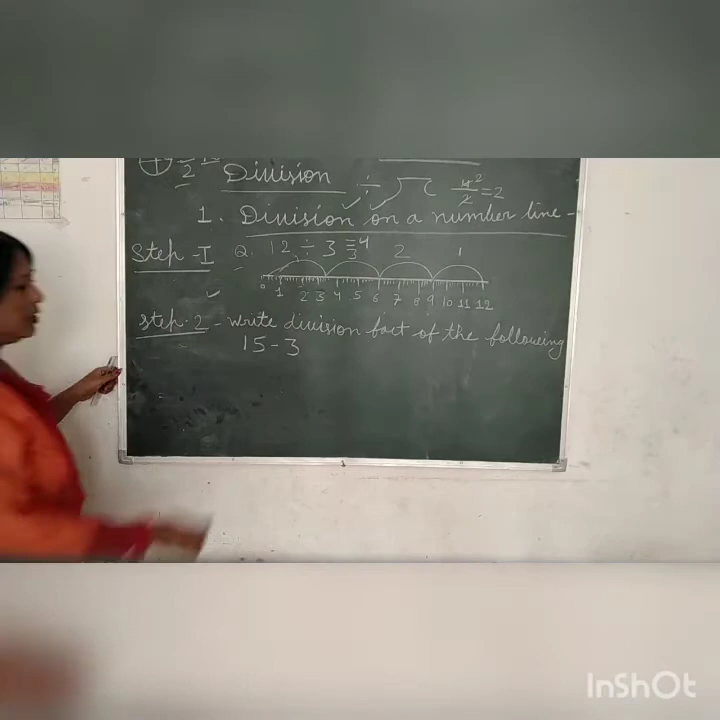 2
Division ÷
4² / 2 = 2
1. Division on a number line -
Step - I Q. 12 ÷ 3 = 4
3 2 1
0 1 2 3 4 5 6 7 8 9 10 11 12
Step - 2 - write division fact of the following
15 - 3
InShOt